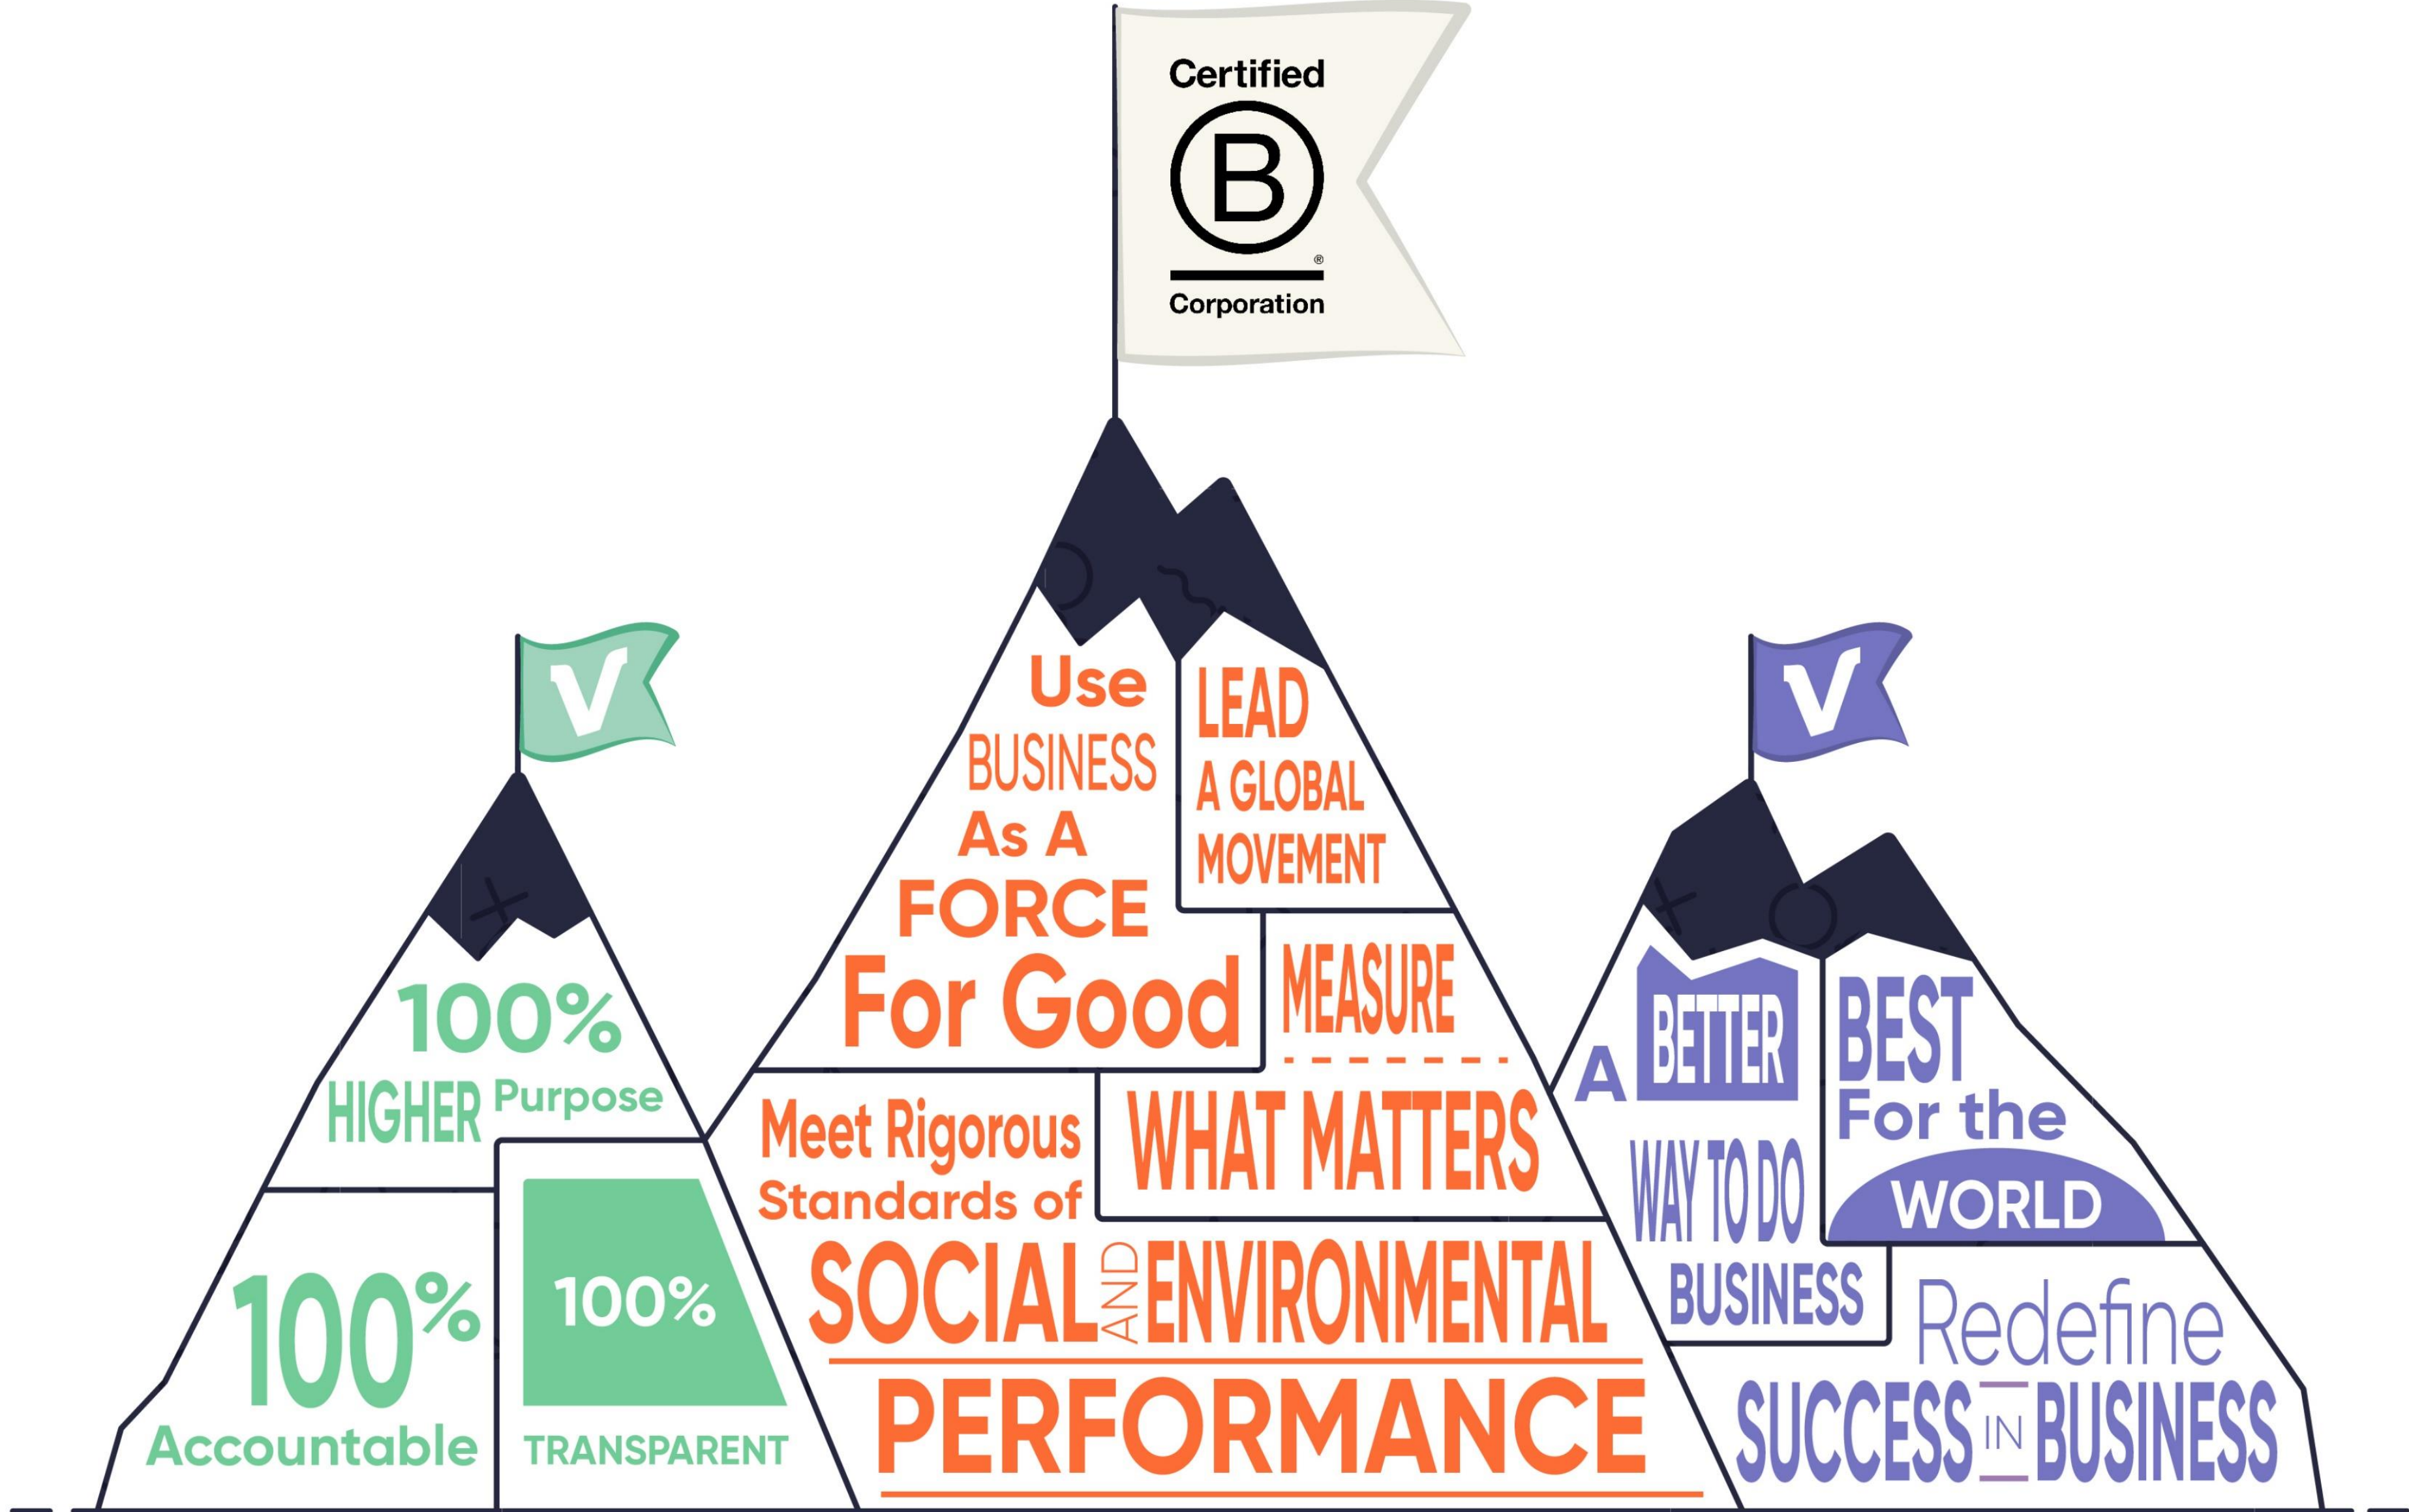 Certified
B
®
Corporation
V
100%
HIGHER Purpose
100%
Accountable
100%
TRANSPARENT
Use
BUSINESS
As A
FORCE
For Good
LEAD
A GLOBAL
MOVEMENT
MEASURE
WHAT MATTERS
Meet Rigorous
Standards of
SOCIAL AND ENVIRONMENTAL
PERFORMANCE
V
A BETTER
WAY TO DO
BUSINESS
BEST
For the
WORLD
Redefine
SUCCESS IN BUSINESS